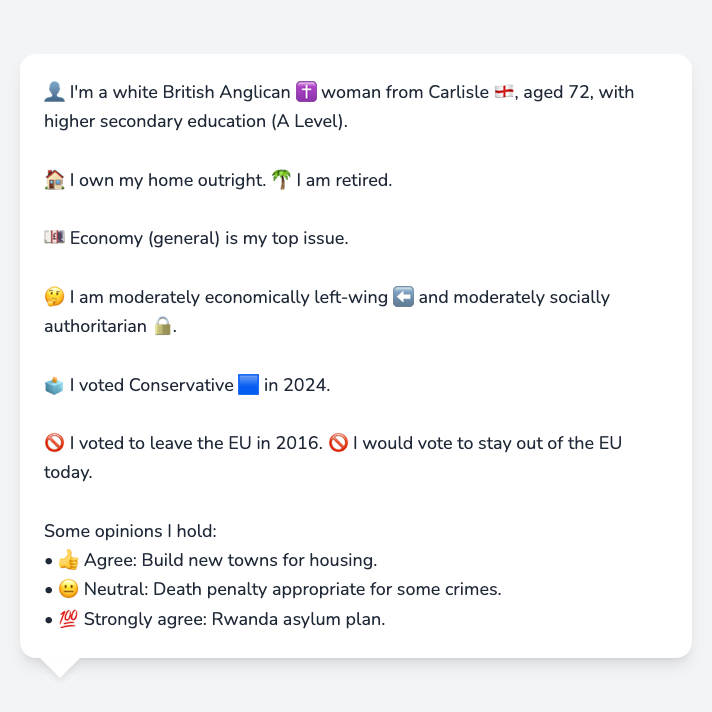 👤 I'm a white British Anglican ✝️ woman from Carlisle 🏴󠁧󠁢󠁥󠁮󠁧󠁿, aged 72, with
higher secondary education (A Level).
🏠 I own my home outright. 🌴 I am retired.
💷 Economy (general) is my top issue.
🤔 I am moderately economically left-wing ⬅️ and moderately socially
authoritarian 🔒.
🗳️ I voted Conservative 🟦 in 2024.
🚫 I voted to leave the EU in 2016. 🚫 I would vote to stay out of the EU
today.
Some opinions I hold:
• 👍 Agree: Build new towns for housing.
• 😐 Neutral: Death penalty appropriate for some crimes.
• 💯 Strongly agree: Rwanda asylum plan.